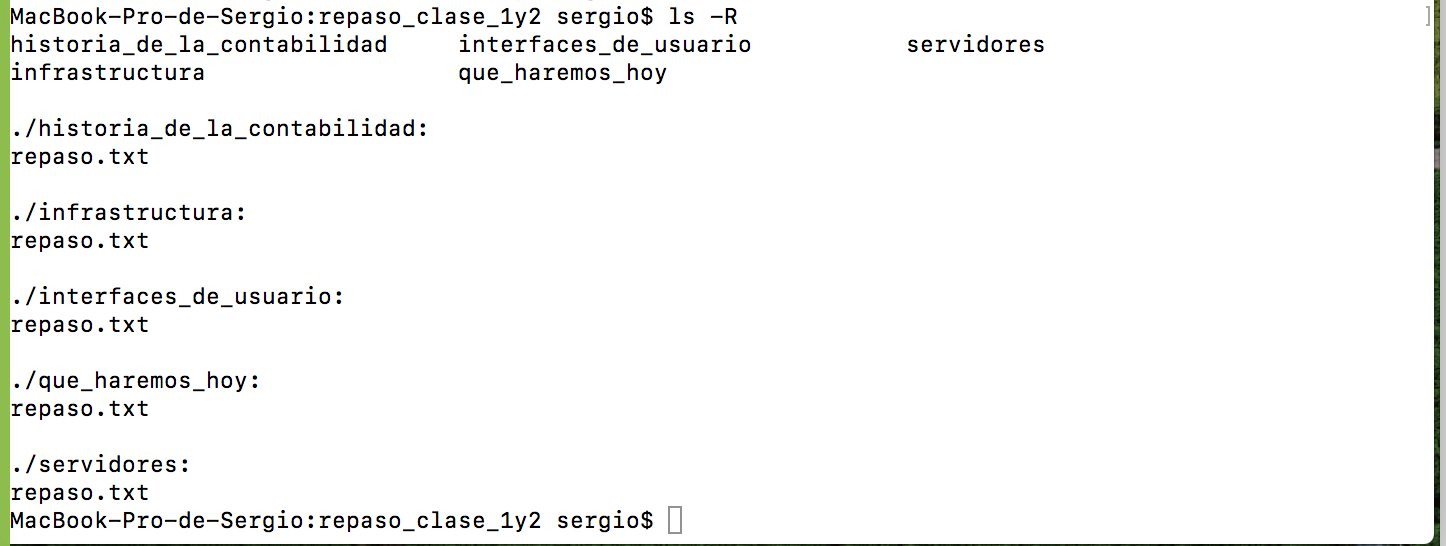 MacBook-Pro-de-Sergio:repaso_clase_1y2 sergio$ ls -R
historia_de_la_contabilidad interfaces_de_usuario servidores
infrastructura que_haremos_hoy
./historia_de_la_contabilidad:
repaso.txt
./infrastructura:
repaso.txt
./interfaces_de_usuario:
repaso.txt
./que_haremos_hoy:
repaso.txt
./servidores:
repaso.txt
MacBook-Pro-de-Sergio:repaso_clase_1y2 sergio$